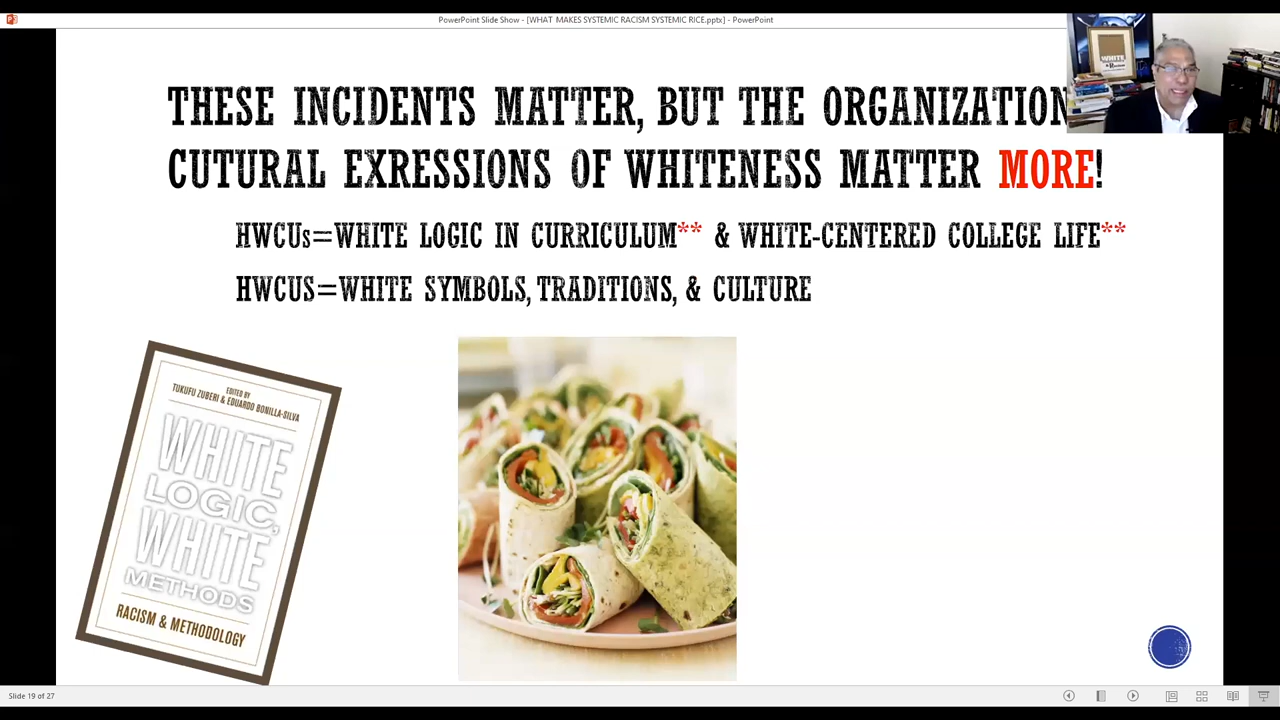 PowerPoint Slide Show - [WHAT MAKES SYSTEMIC RACISM SYSTEMIC RICE.pptx] - PowerPoint
THESE INCIDENTS MATTER, BUT THE ORGANIZATION
CUTURAL EXRESSIONS OF WHITENESS MATTER MORE!
HWCUs=WHITE LOGIC IN CURRICULUM** & WHITE-CENTERED COLLEGE LIFE**
HWCUS=WHITE SYMBOLS, TRADITIONS, & CULTURE
EDITED BY
TUKUFU ZUBERI & EDUARDO BONILLA-SILVA
WHITE
LOGIC,
WHITE
METHODS
RACISM & METHODOLOGY
WHITE
Slide 19 of 27